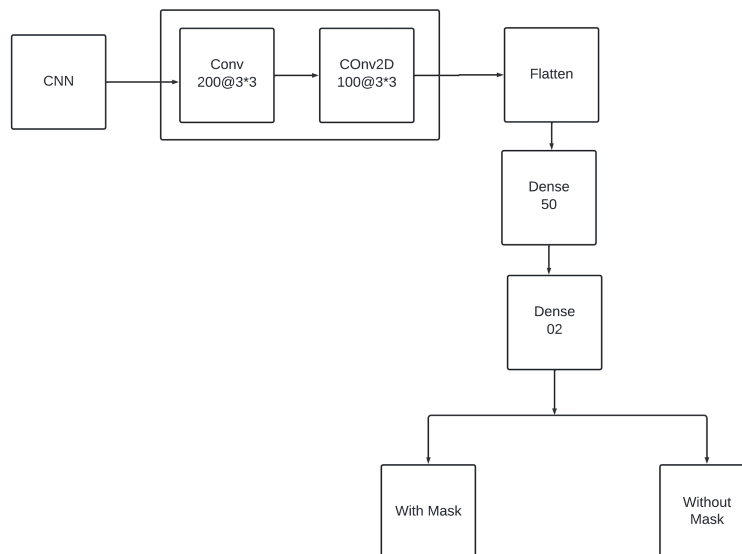 CNN
Conv
200@3*3
COnv2D
100@3*3
Flatten
Dense
50
Dense
02
With Mask
Without
Mask